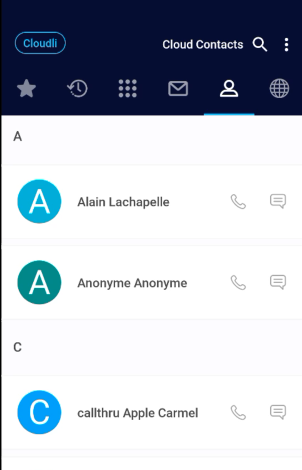 Cloudli
Cloud Contacts
A
A
Alain Lachapelle
A
Anonyme Anonyme
C
C
callthru Apple Carmel